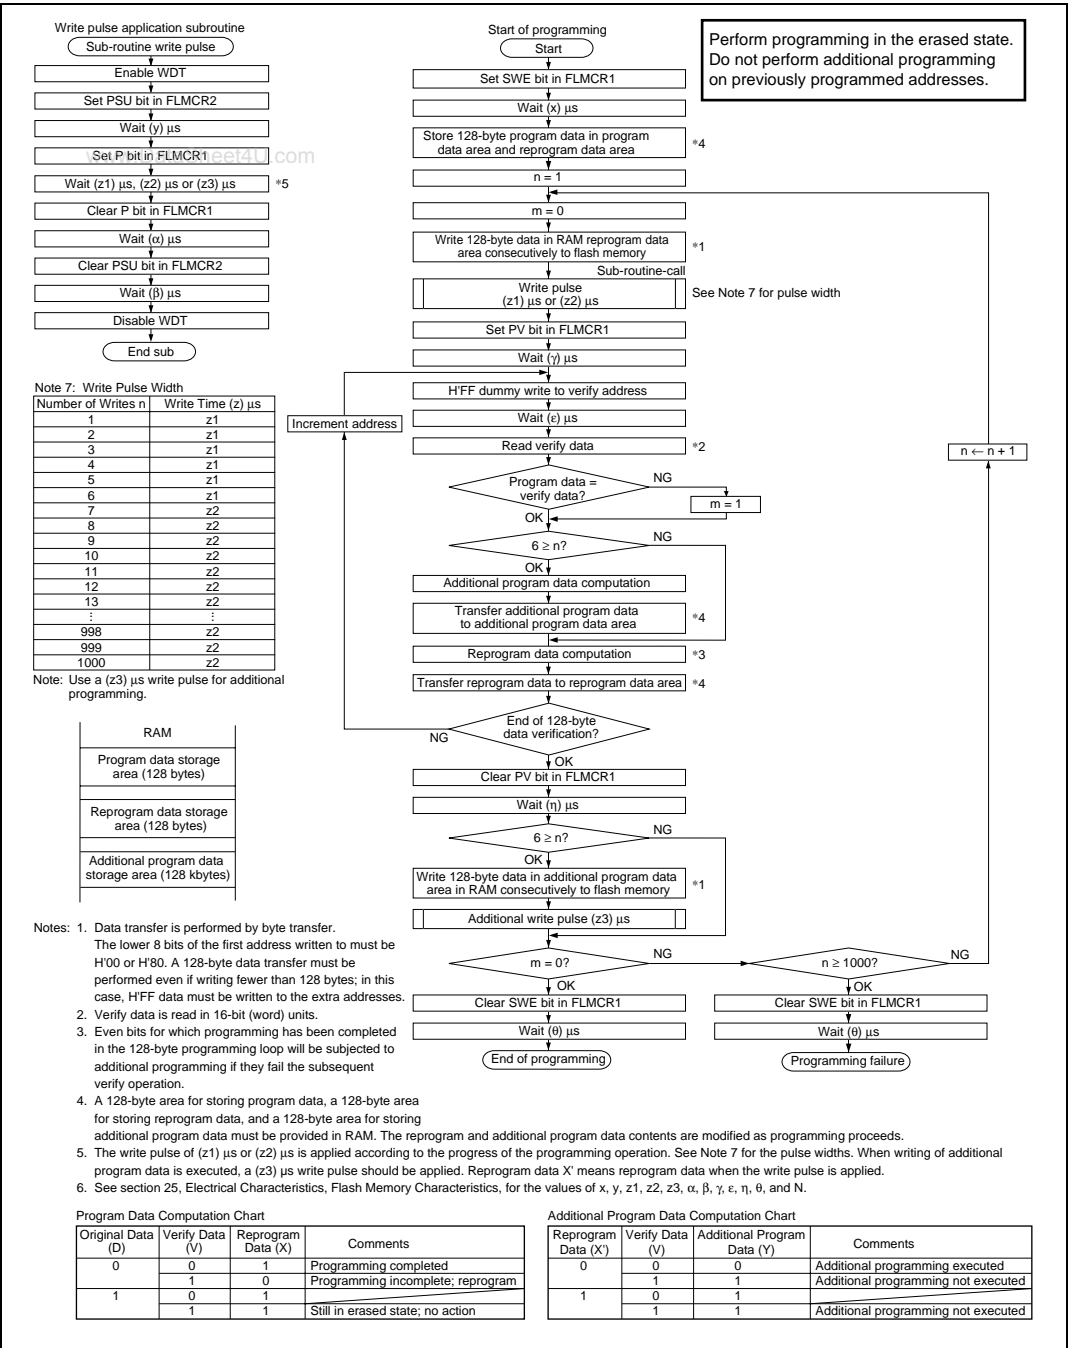 Write pulse application subroutine
Sub-routine write pulse
Enable WDT
Set PSU bit in FLMCR2
Wait (y) µs
Set P bit in FLMCR1
Wait (z1) µs, (z2) µs or (z3) µs *5
Clear P bit in FLMCR1
Wait (α) µs
Clear PSU bit in FLMCR2
Wait (β) µs
Disable WDT
End sub
Note 7: Write Pulse Width
Number of Writes n Write Time (z) µs
1 z1
2 z1
3 z1
4 z1
5 z1
6 z1
7 z2
8 z2
9 z2
10 z2
11 z2
12 z2
13 z2
⋮ ⋮
998 z2
999 z2
1000 z2
Note: Use a (z3) µs write pulse for additional
programming.
RAM
Program data storage
area (128 bytes)
Reprogram data storage
area (128 bytes)
Additional program data
storage area (128 kbytes)
Start of programming
Start
Set SWE bit in FLMCR1
Wait (x) µs
Store 128-byte program data in program
data area and reprogram data area *4
n = 1
m = 0
Write 128-byte data in RAM reprogram data
area consecutively to flash memory *1
Sub-routine-call
Write pulse
(z1) µs or (z2) µs
See Note 7 for pulse width
Set PV bit in FLMCR1
Wait (γ) µs
H'FF dummy write to verify address
Wait (ε) µs
Increment address
Read verify data *2
n ← n + 1
Program data =
verify data?
NG
m = 1
OK
6 ≥ n?
NG
OK
Additional program data computation
Transfer additional program data
to additional program data area *4
Reprogram data computation *3
Transfer reprogram data to reprogram data area *4
End of 128-byte
data verification?
NG
OK
Clear PV bit in FLMCR1
Wait (η) µs
6 ≥ n?
NG
OK
Write 128-byte data in additional program data
area in RAM consecutively to flash memory *1
Additional write pulse (z3) µs
m = 0?
NG
n ≥ 1000?
NG
OK
OK
Clear SWE bit in FLMCR1
Clear SWE bit in FLMCR1
Wait (θ) µs
Wait (θ) µs
End of programming
Programming failure
Perform programming in the erased state.
Do not perform additional programming
on previously programmed addresses.
www.DataSheet4U.com
Notes: 1. Data transfer is performed by byte transfer.
The lower 8 bits of the first address written to must be
H'00 or H'80. A 128-byte data transfer must be
performed even if writing fewer than 128 bytes; in this
case, H'FF data must be written to the extra addresses.
2. Verify data is read in 16-bit (word) units.
3. Even bits for which programming has been completed
in the 128-byte programming loop will be subjected to
additional programming if they fail the subsequent
verify operation.
4. A 128-byte area for storing program data, a 128-byte area
for storing reprogram data, and a 128-byte area for storing
additional program data must be provided in RAM. The reprogram and additional program data contents are modified as programming proceeds.
5. The write pulse of (z1) µs or (z2) µs is applied according to the progress of the programming operation. See Note 7 for the pulse widths. When writing of additional
program data is executed, a (z3) µs write pulse should be applied. Reprogram data X' means reprogram data when the write pulse is applied.
6. See section 25, Electrical Characteristics, Flash Memory Characteristics, for the values of x, y, z1, z2, z3, α, β, γ, ε, η, θ, and N.
Program Data Computation Chart
Original Data (D) Verify Data (V) Reprogram Data (X) Comments
0 0 1 Programming completed
1 0 Programming incomplete; reprogram
1 0 1
1 1 Still in erased state; no action
Additional Program Data Computation Chart
Reprogram Data (X') Verify Data (V) Additional Program Data (Y) Comments
0 0 0 Additional programming executed
1 1 Additional programming not executed
1 0 1
1 1 Additional programming not executed